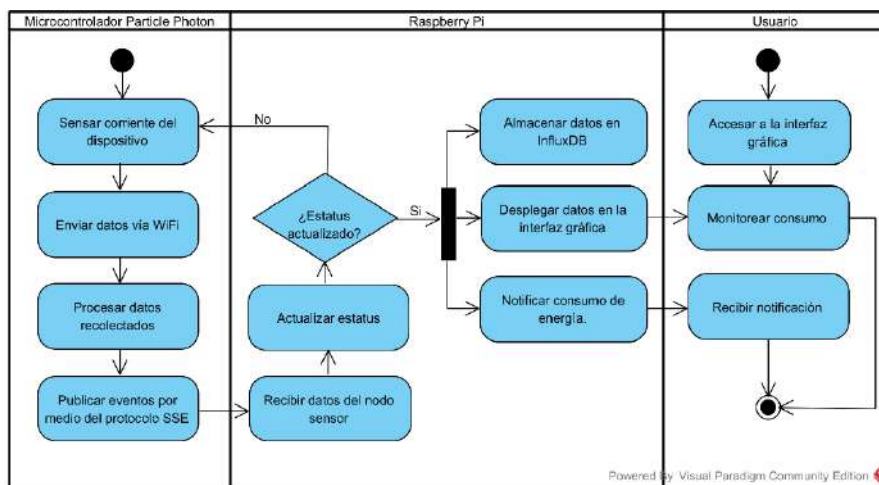 Microcontrolador Particle Photon
Raspberry Pi
Usuario
Sensar corriente del
dispositivo
Enviar datos vía WiFi
Procesar datos
recolectados
Publicar eventos por
medio del protocolo SSE
No
¿Estatus
actualizado?
Si
Actualizar estatus
Recibir datos del nodo
sensor
Almacenar datos en
InfluxDB
Desplegar datos en la
interfaz gráfica
Notificar consumo de
energía.
Accesar a la interfaz
gráfica
Monitorear consumo
Recibir notificación
Powered By Visual Paradigm Community Edition